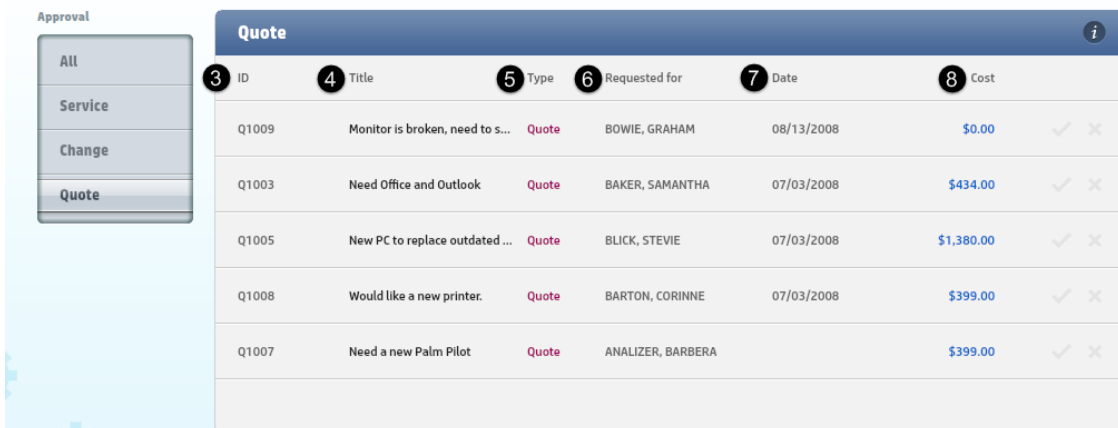 Approval
All
Service
Change
Quote
Quote i
3 ID 4 Title 5 Type 6 Requested for 7 Date 8 Cost
Q1009 Monitor is broken, need to s... Quote BOWIE, GRAHAM 08/13/2008 $0.00
Q1003 Need Office and Outlook Quote BAKER, SAMANTHA 07/03/2008 $434.00
Q1005 New PC to replace outdated ... Quote BLICK, STEVIE 07/03/2008 $1,380.00
Q1008 Would like a new printer. Quote BARTON, CORINNE 07/03/2008 $399.00
Q1007 Need a new Palm Pilot Quote ANALIZER, BARBERA $399.00